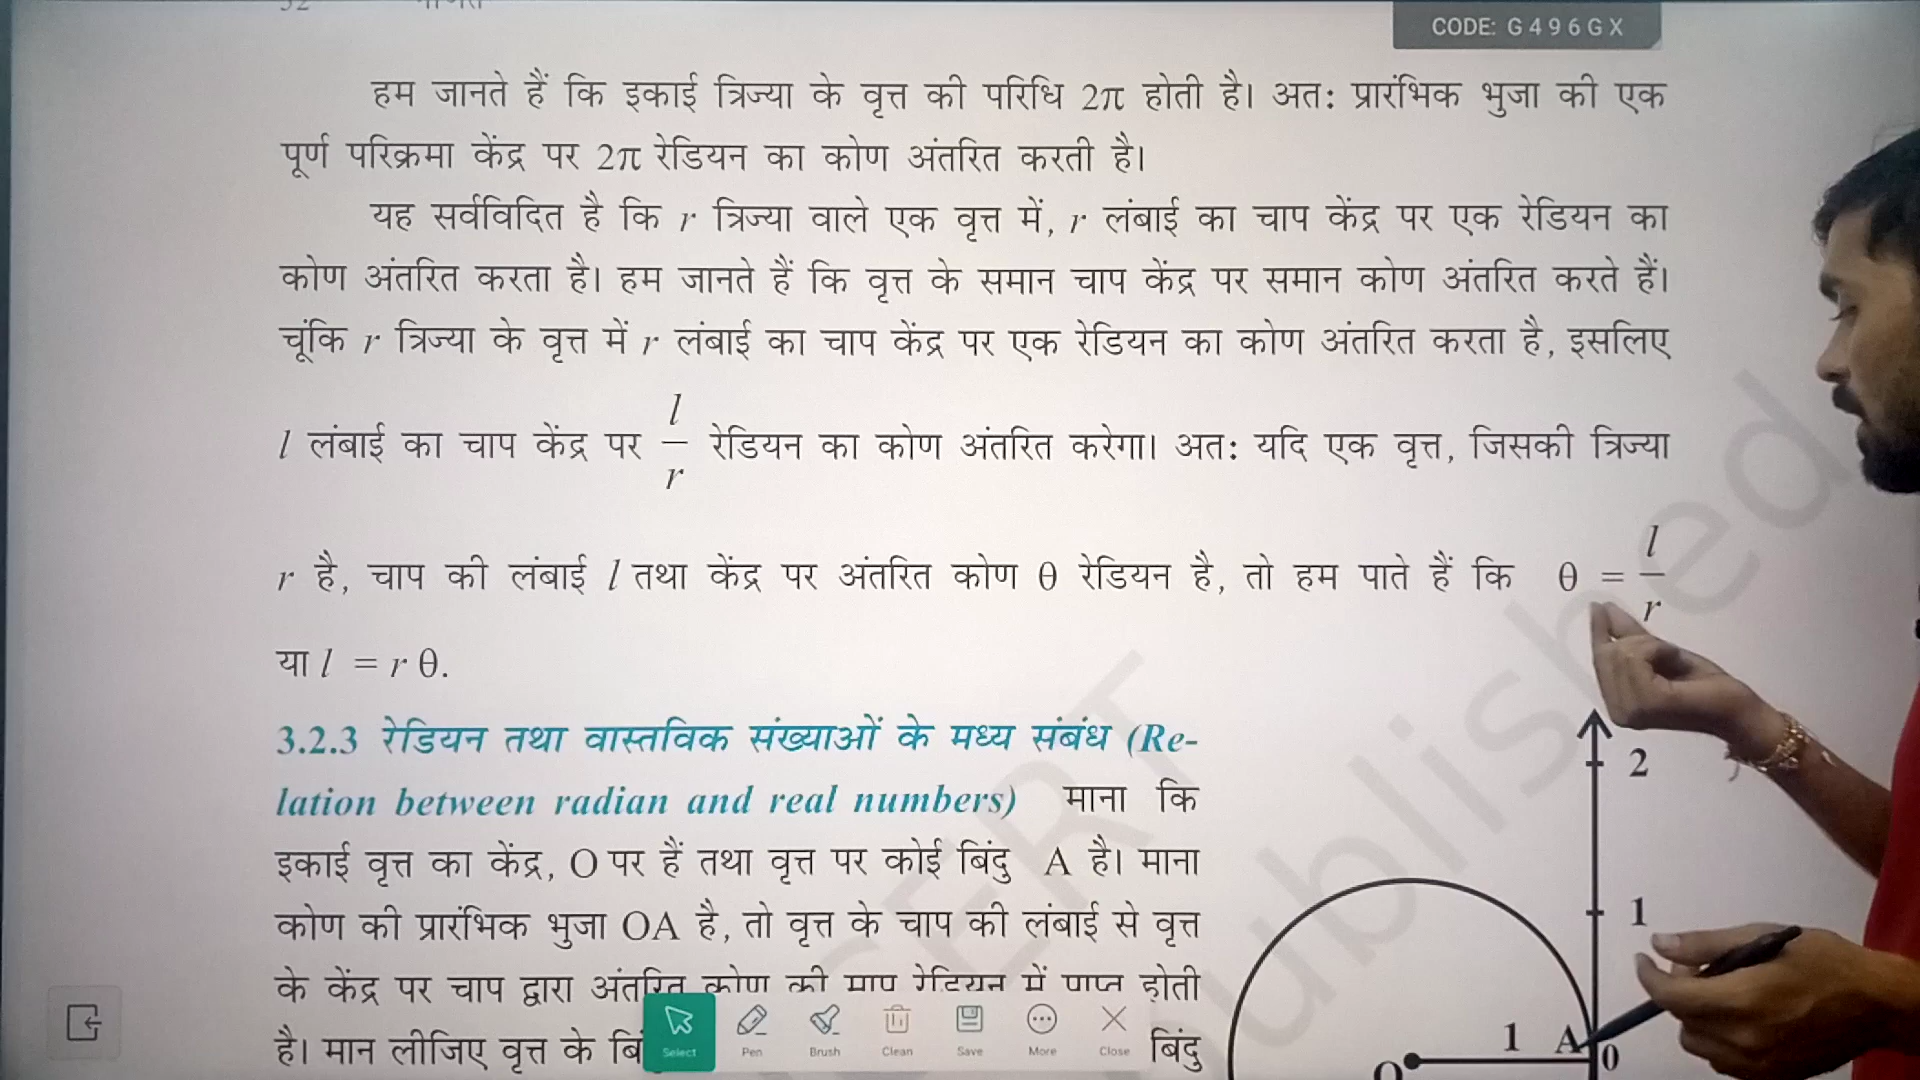 CODE: G496GX
हम जानते हैं कि इकाई त्रिज्या के वृत्त की परिधि 2π होती है। अतः प्रारंभिक भुजा की एक
पूर्ण परिक्रमा केंद्र पर 2π रेडियन का कोण अंतरित करती है।
यह सर्वविदित है कि r त्रिज्या वाले एक वृत्त में, r लंबाई का चाप केंद्र पर एक रेडियन का
कोण अंतरित करता है। हम जानते हैं कि वृत्त के समान चाप केंद्र पर समान कोण अंतरित करते हैं।
चूंकि r त्रिज्या के वृत्त में r लंबाई का चाप केंद्र पर एक रेडियन का कोण अंतरित करता है, इसलिए
l लंबाई का चाप केंद्र पर l/r रेडियन का कोण अंतरित करेगा। अतः यदि एक वृत्त, जिसकी त्रिज्या
r है, चाप की लंबाई l तथा केंद्र पर अंतरित कोण θ रेडियन है, तो हम पाते हैं कि θ = l/r
या l = r θ.
3.2.3 रेडियन तथा वास्तविक संख्याओं के मध्य संबंध (Re-
lation between radian and real numbers) माना कि
इकाई वृत्त का केंद्र, O पर हैं तथा वृत्त पर कोई बिंदु A है। माना
कोण की प्रारंभिक भुजा OA है, तो वृत्त के चाप की लंबाई से वृत्त
के केंद्र पर चाप द्वारा अंतरित कोण की माप रेडियन में प्राप्त होती
है। मान लीजिए वृत्त के बिंदु
2
1
1 A 0
O
Select Pen Brush Clean Save More Close
NCERT
published